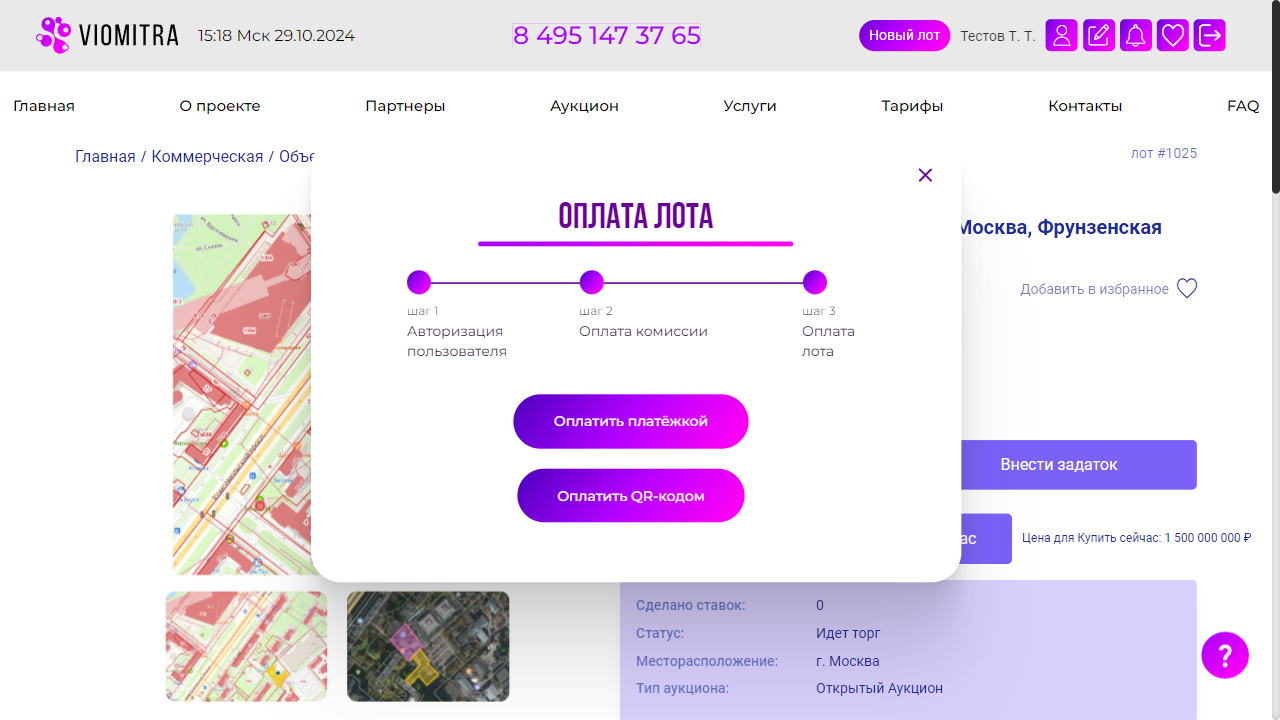 VIOMITRA
15:18 Мск 29.10.2024
8 495 147 37 65
Новый лот
Тестов Т. Т.
Главная
О проекте
Партнеры
Аукцион
Услуги
Тарифы
Контакты
FAQ
Главная / Коммерческая / Объе
лот #1025
Москва, Фрунзенская
Добавить в избранное
ОПЛАТА ЛОТА
шаг 1
Авторизация
пользователя
шаг 2
Оплата комиссии
шаг 3
Оплата
лота
Оплатить платёжкой
Оплатить QR-кодом
Внести задаток
ас
Цена для Купить сейчас: 1 500 000 000 ₽
Сделано ставок: 0
Статус: Идет торг
Месторасположение: г. Москва
Тип аукциона: Открытый Аукцион
?